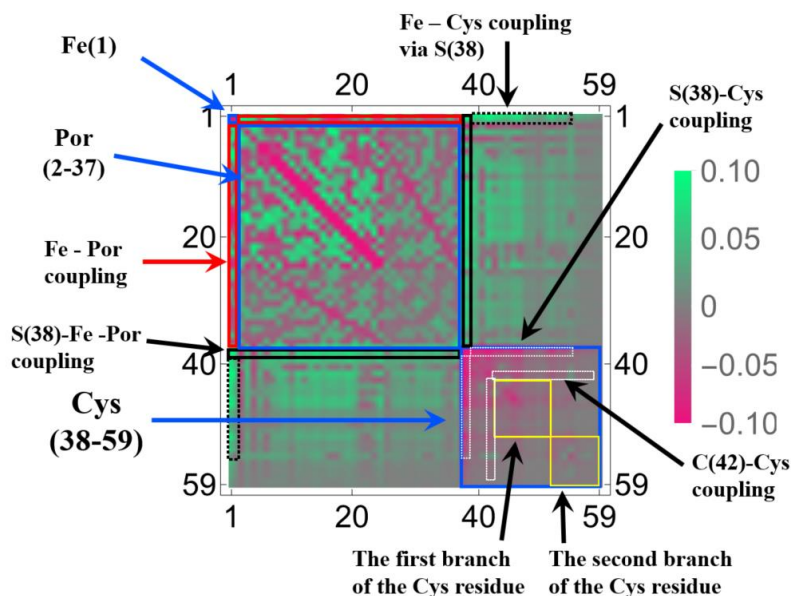 Fe – Cys coupling
via S(38)
Fe(1)
1 20 40 59
S(38)-Cys
coupling
1
1
Por
(2-37)
0.10
20
20
0.05
Fe - Por
coupling
0
S(38)-Fe -Por
coupling
40
40
−0.05
Cys
(38-59)
−0.10
C(42)-Cys
coupling
59
59
1 20 40 59
The first branch
of the Cys residue
The second branch
of the Cys residue